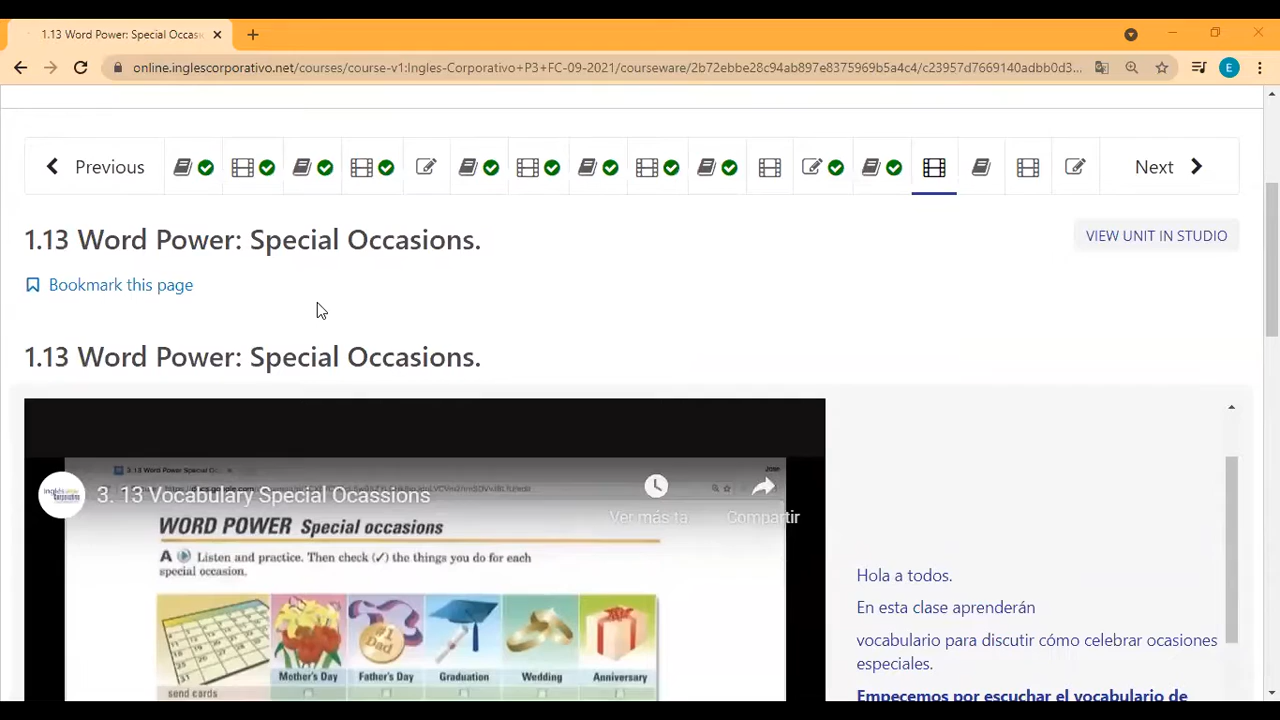 1.13 Word Power: Special Occas
online.inglescorporativo.net/courses/course-v1:Ingles-Corporativo+P3+FC-09-2021/courseware/2b72ebbe28c94ab897e8375969b5a4c4/c23957d7669140adbb0d3...
E
Previous
Next
1.13 Word Power: Special Occasions.
VIEW UNIT IN STUDIO
Bookmark this page
1.13 Word Power: Special Occasions.
3. 13 Vocabulary Special Ocassions
Ver más ta
Compartir
WORD POWER Special occasions
A Listen and practice. Then check (✓) the things you do for each
special occasion.
#1
Dad
Mother's Day Father's Day Graduation Wedding Anniversary
send cards
Hola a todos.
En esta clase aprenderán
vocabulario para discutir cómo celebrar ocasiones
especiales.
Empecemos por escuchar el vocabulario de